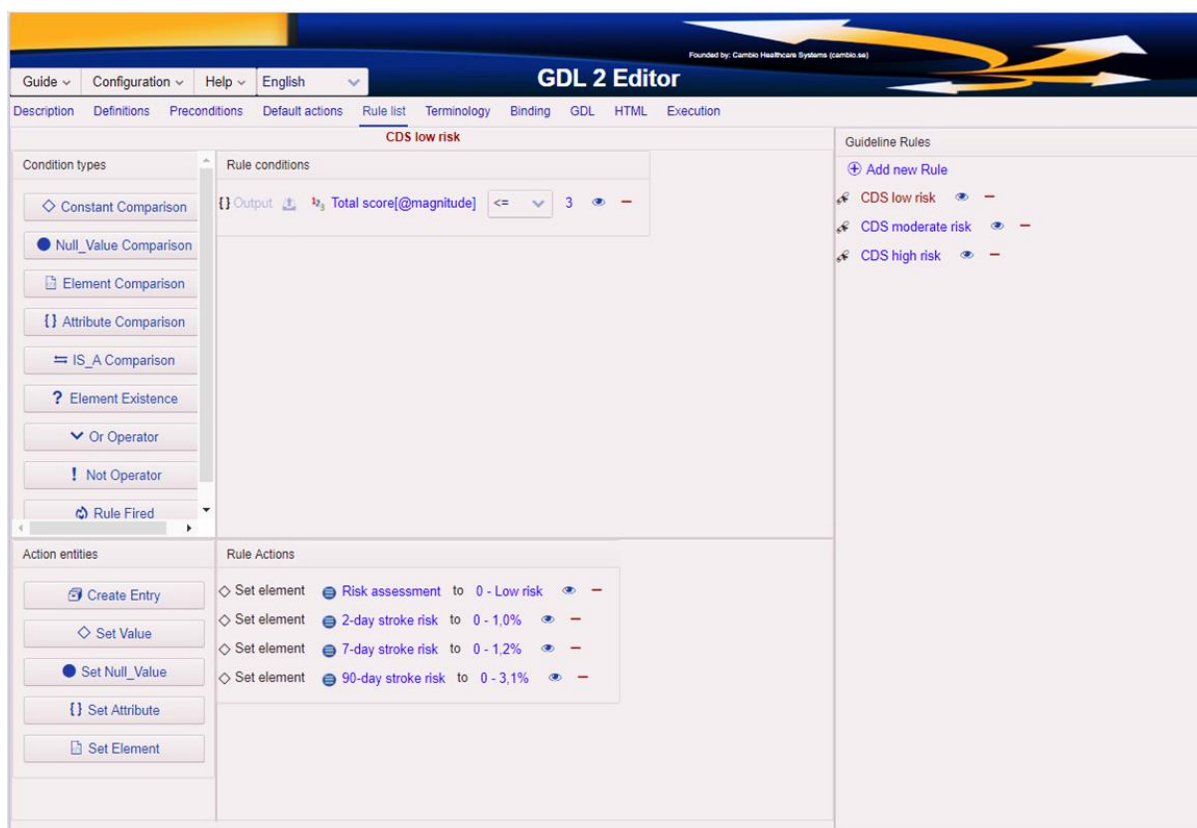 Founded by: Cambio Healthcare Systems (cambio.se)
Guide Configuration Help English GDL 2 Editor
Description Definitions Preconditions Default actions Rule list Terminology Binding GDL HTML Execution
CDS low risk
Condition types
Constant Comparison
Null_Value Comparison
Element Comparison
{ } Attribute Comparison
IS_A Comparison
? Element Existence
Or Operator
! Not Operator
Rule Fired
Rule conditions
{ } Output 123 Total score[@magnitude] <= 3
Action entities
Create Entry
Set Value
Set Null_Value
{ } Set Attribute
Set Element
Rule Actions
Set element Risk assessment to 0 - Low risk
Set element 2-day stroke risk to 0 - 1,0%
Set element 7-day stroke risk to 0 - 1,2%
Set element 90-day stroke risk to 0 - 3,1%
Guideline Rules
Add new Rule
CDS low risk
CDS moderate risk
CDS high risk